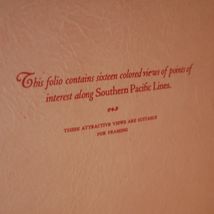 This folio contains sixteen colored views of points of
interest along Southern Pacific Lines.
THESE ATTRACTIVE VIEWS ARE SUITABLE
FOR FRAMING